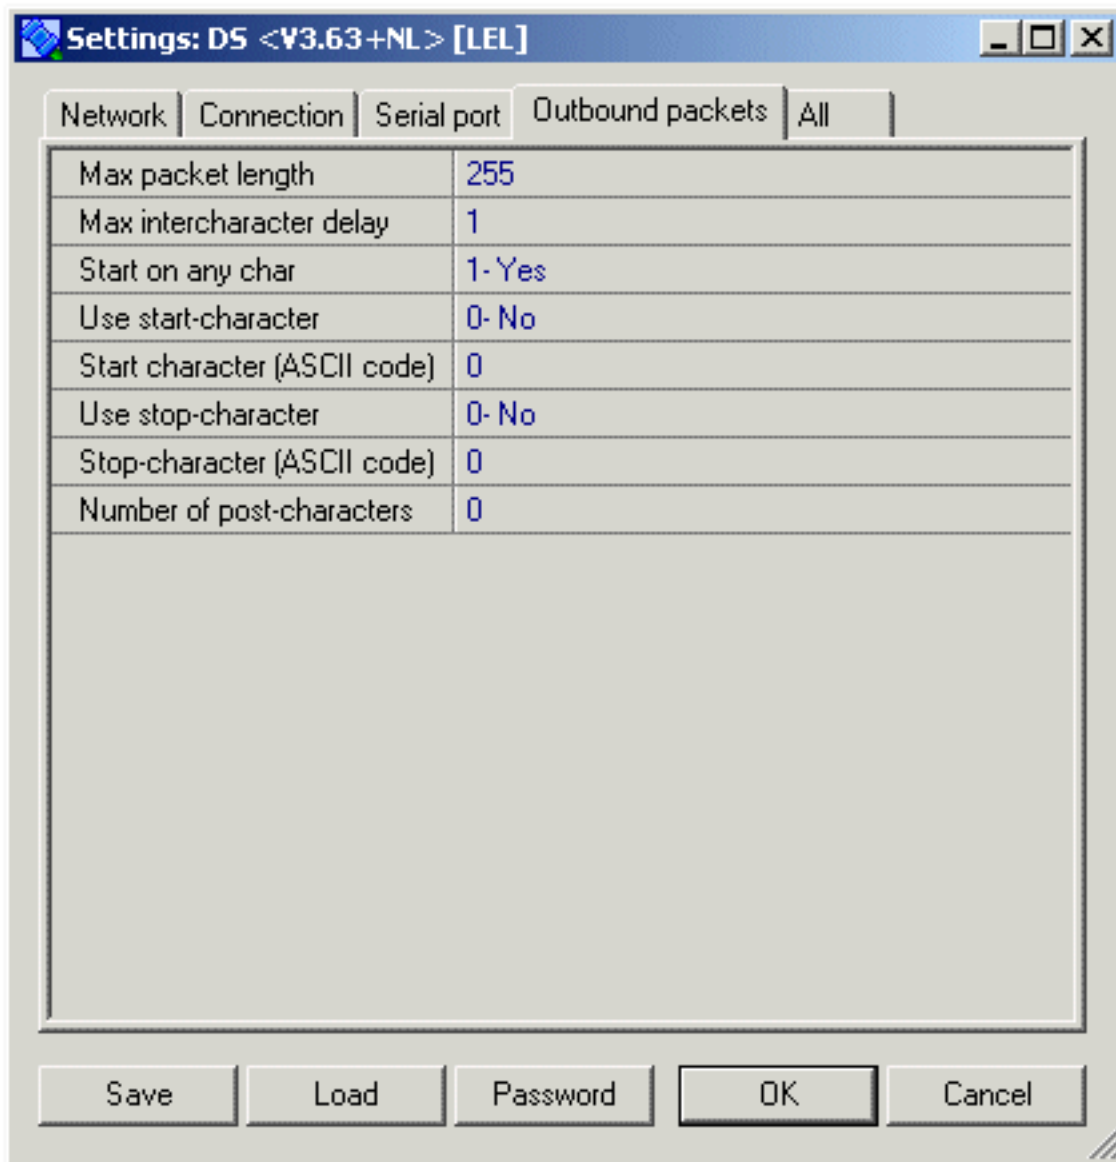 Settings: DS <V3.63+NL> [LEL]
Network Connection Serial port Outbound packets All
Max packet length 255
Max intercharacter delay 1
Start on any char 1- Yes
Use start-character 0- No
Start character (ASCII code) 0
Use stop-character 0- No
Stop-character (ASCII code) 0
Number of post-characters 0
Save Load Password OK Cancel